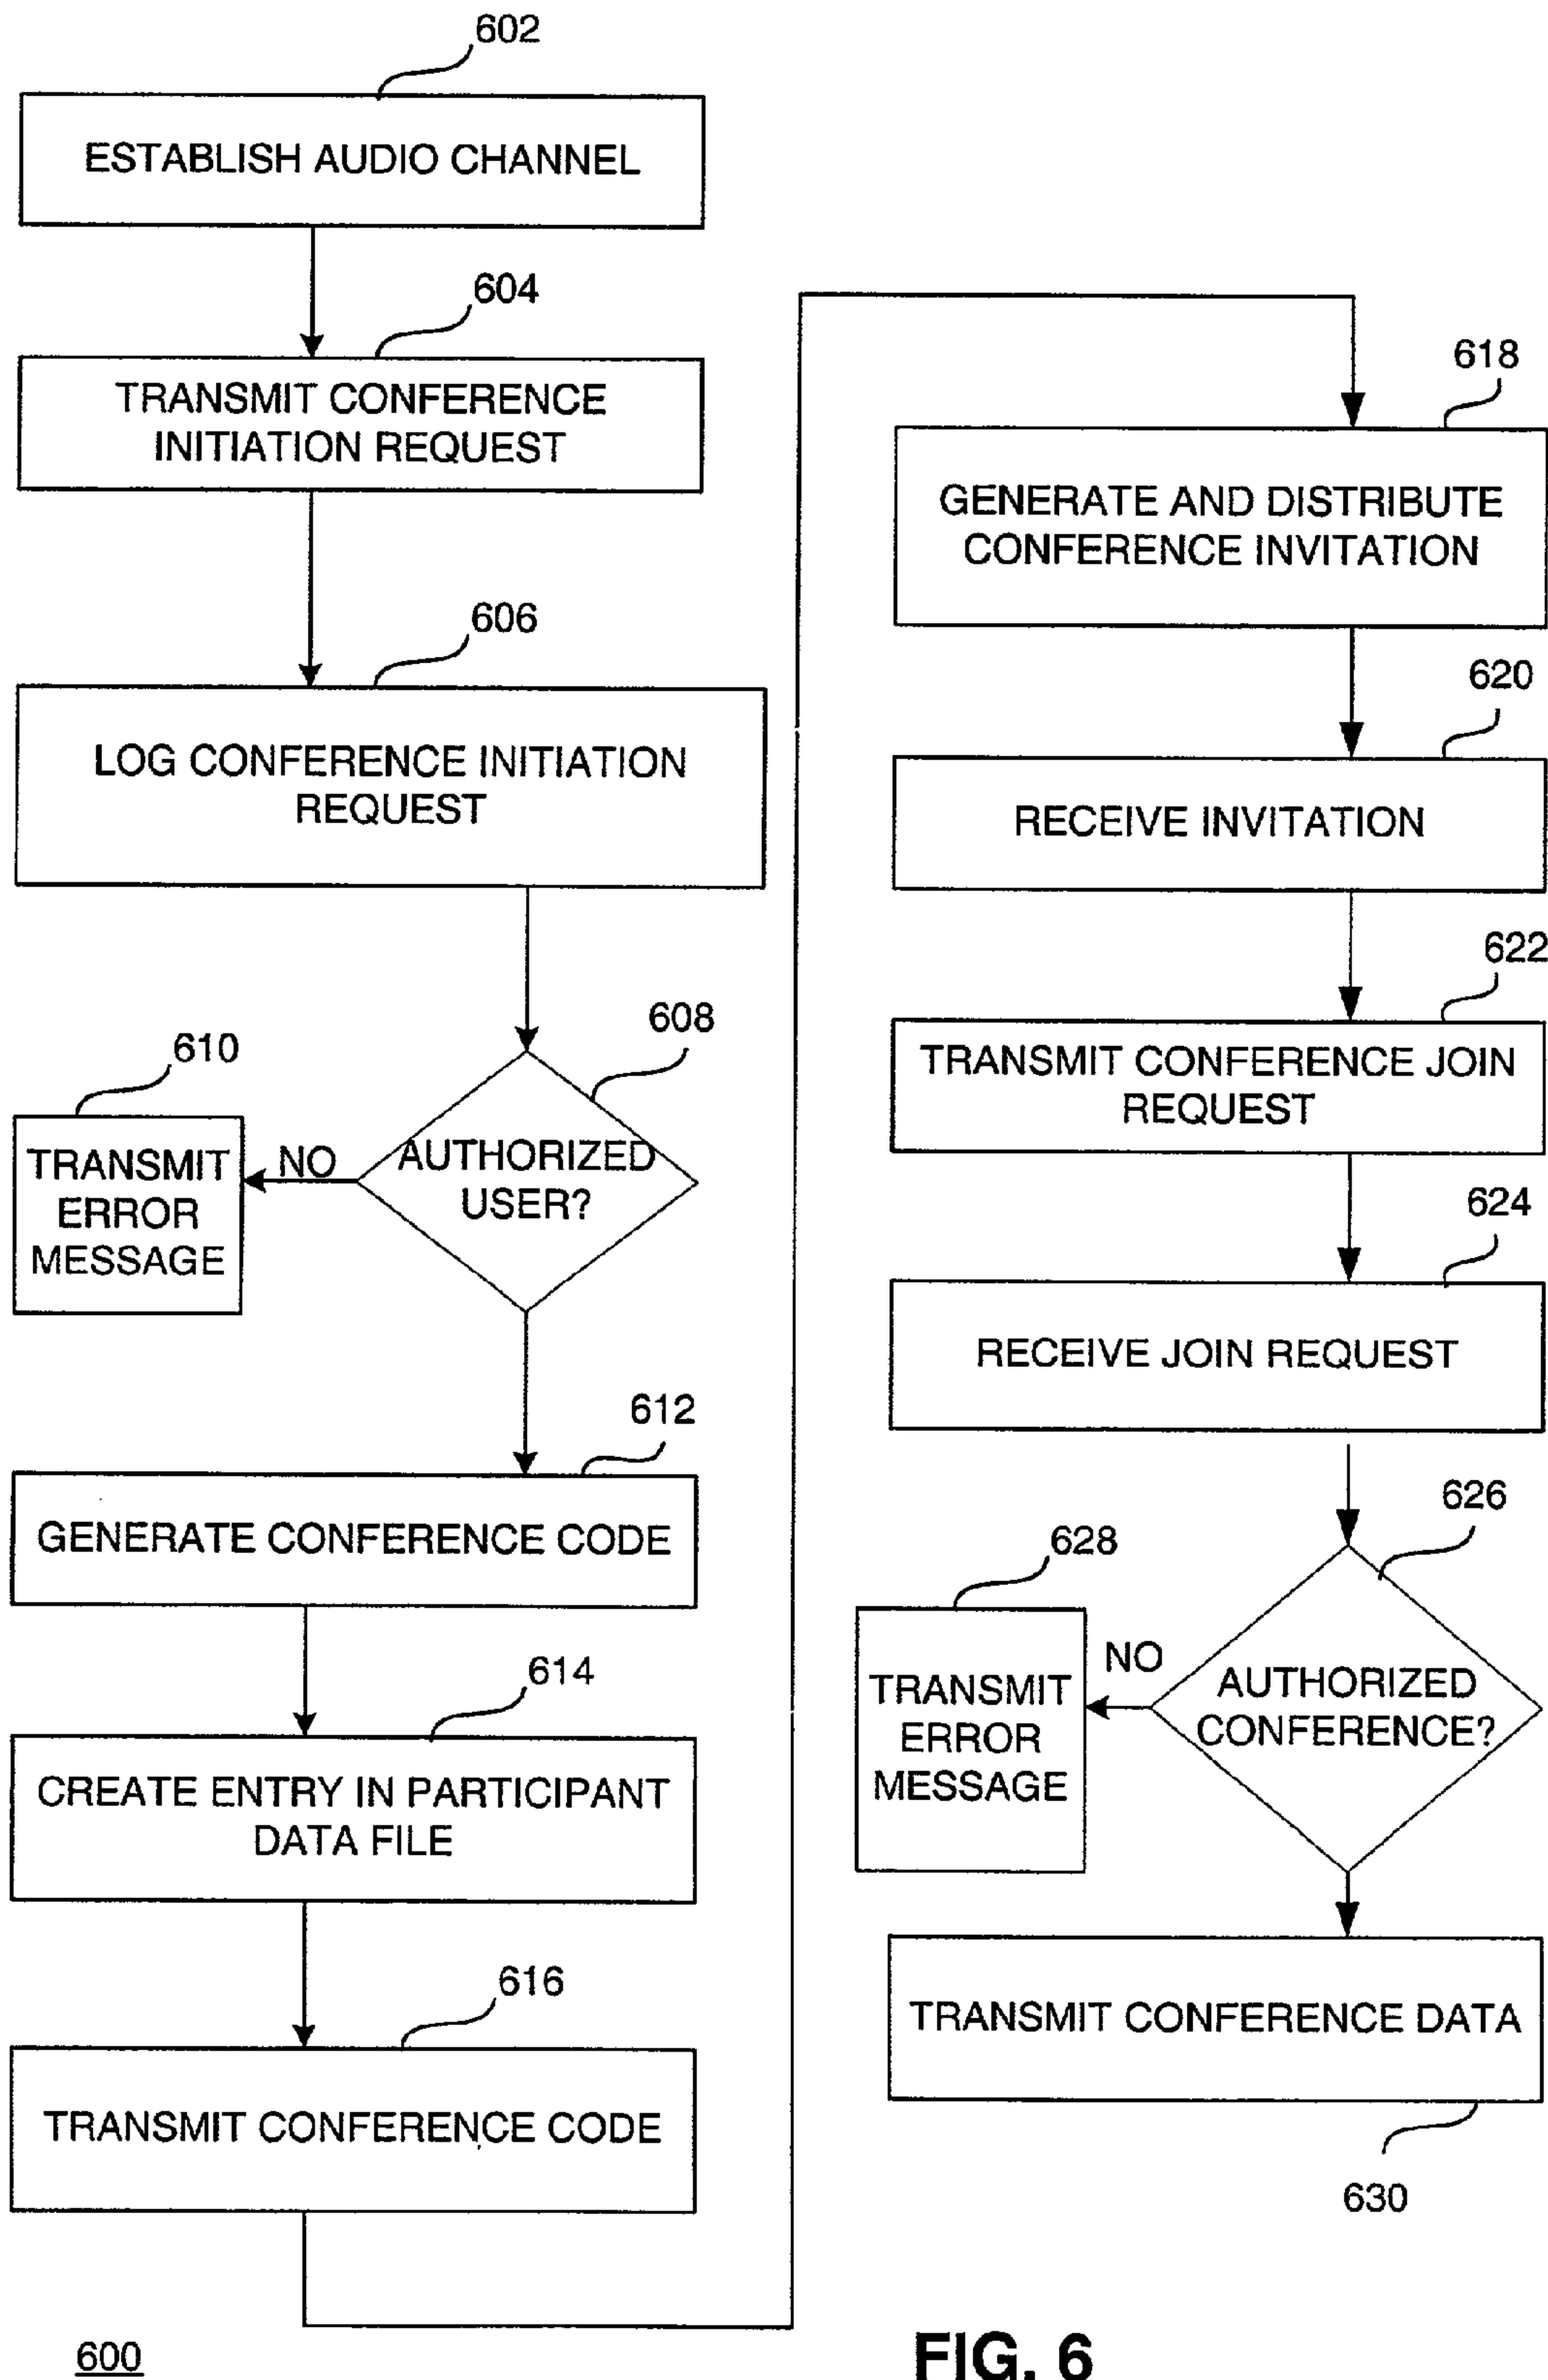 602
ESTABLISH AUDIO CHANNEL
604
TRANSMIT CONFERENCE
INITIATION REQUEST
606
LOG CONFERENCE INITIATION
REQUEST
608
AUTHORIZED
USER?
NO
610
TRANSMIT
ERROR
MESSAGE
612
GENERATE CONFERENCE CODE
614
CREATE ENTRY IN PARTICIPANT
DATA FILE
616
TRANSMIT CONFERENCE CODE
618
GENERATE AND DISTRIBUTE
CONFERENCE INVITATION
620
RECEIVE INVITATION
622
TRANSMIT CONFERENCE JOIN
REQUEST
624
RECEIVE JOIN REQUEST
626
AUTHORIZED
CONFERENCE?
NO
628
TRANSMIT
ERROR
MESSAGE
TRANSMIT CONFERENCE DATA
630
600
FIG. 6